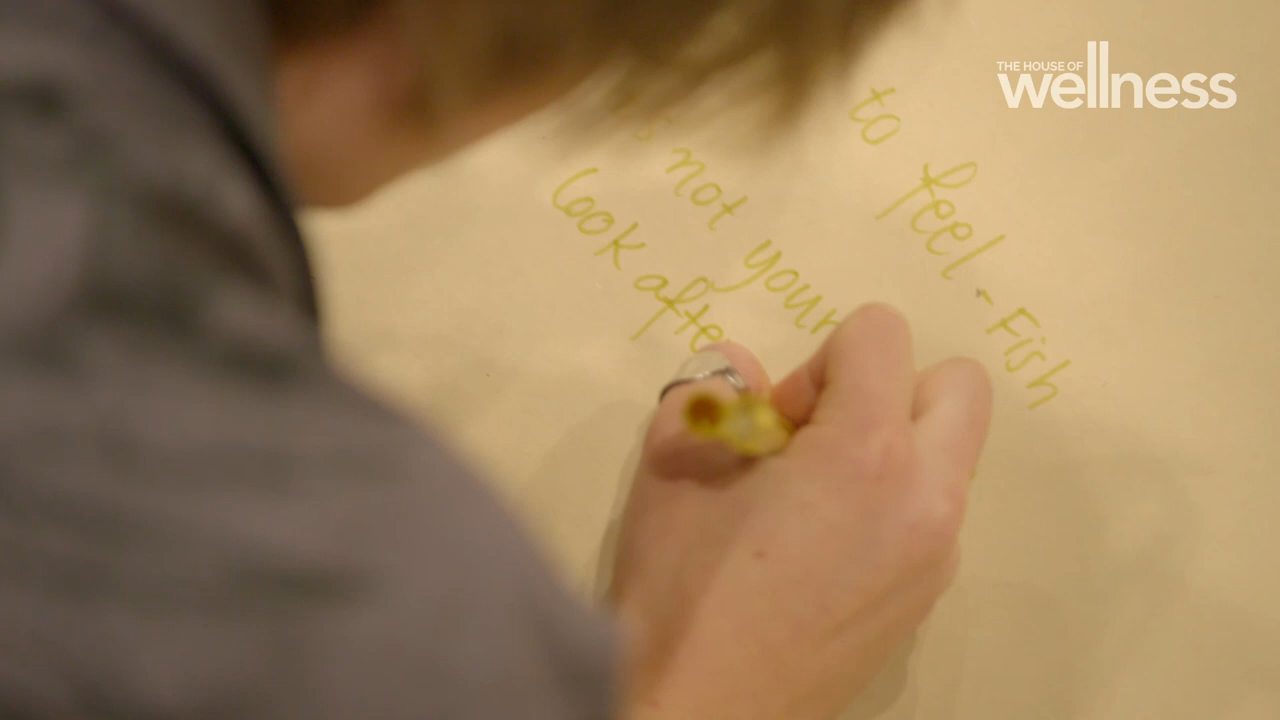 THE HOUSE OF
wellness
to feel - Fish
's not your
look afte